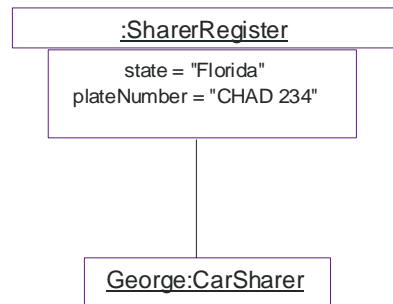 :SharerRegister
state = "Florida"
plateNumber = "CHAD 234"
George:CarSharer